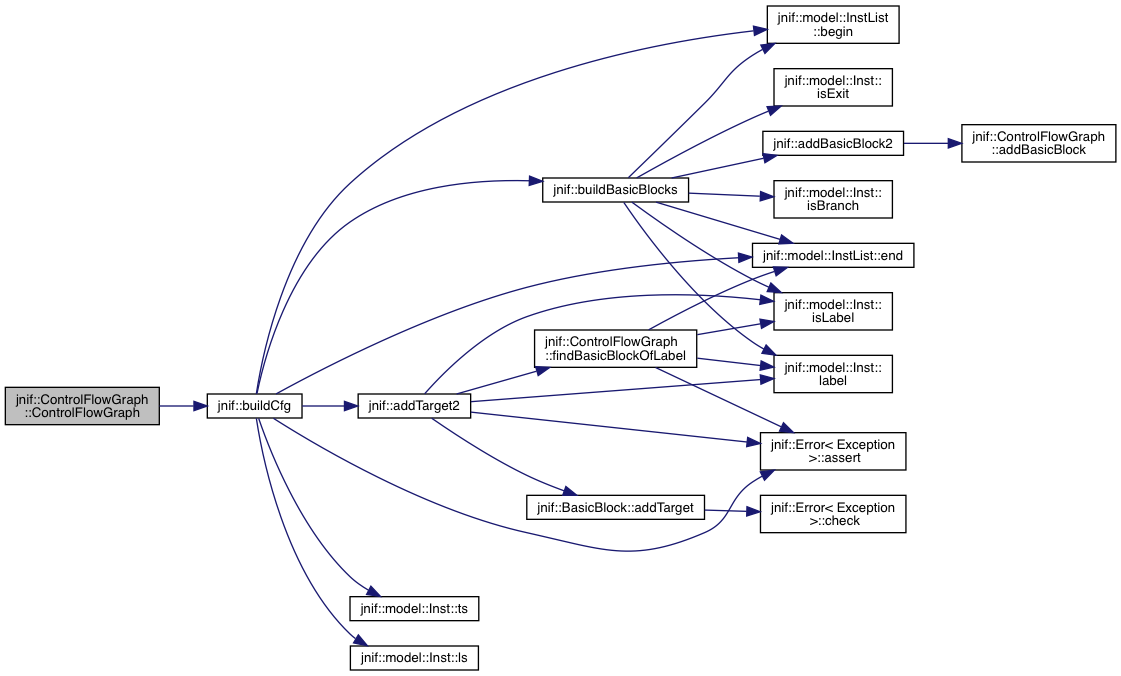 jnif::model::InstList
::begin
jnif::model::Inst::
isExit
jnif::addBasicBlock2
jnif::ControlFlowGraph
::addBasicBlock
jnif::buildBasicBlocks
jnif::model::Inst::
isBranch
jnif::model::InstList::end
jnif::model::Inst::
isLabel
jnif::ControlFlowGraph
::findBasicBlockOfLabel
jnif::model::Inst::
label
jnif::ControlFlowGraph
::ControlFlowGraph
jnif::buildCfg
jnif::addTarget2
jnif::Error< Exception
>::assert
jnif::BasicBlock::addTarget
jnif::Error< Exception
>::check
jnif::model::Inst::ts
jnif::model::Inst::ls